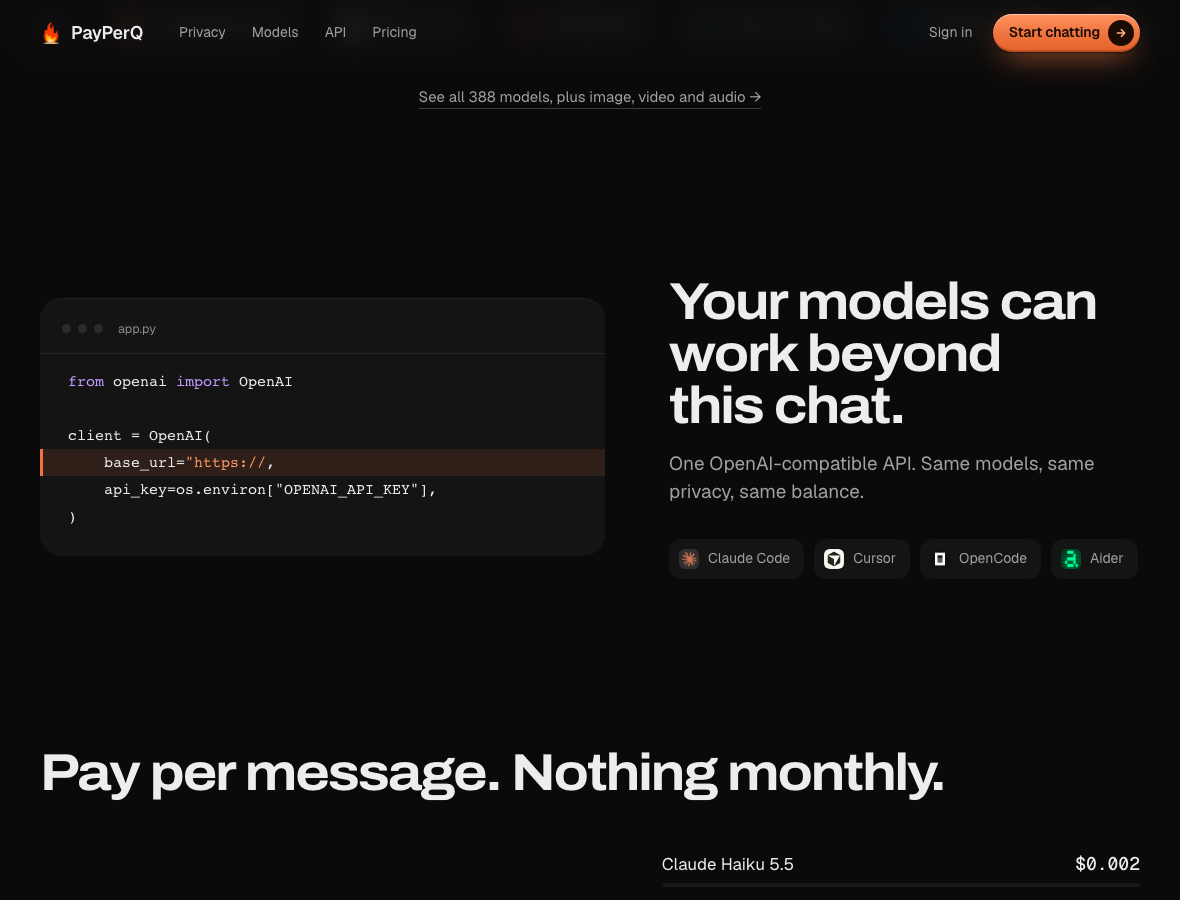 PayPerQ
Privacy
Models
API
Pricing
Sign in
Start chatting →
See all 388 models, plus image, video and audio →
app.py
from openai import OpenAI
client = OpenAI(
base_url="https://,
api_key=os.environ["OPENAI_API_KEY"],
)
Your models can
work beyond
this chat.
One OpenAI-compatible API. Same models, same
privacy, same balance.
Claude Code
Cursor
OpenCode
Aider
Pay per message. Nothing monthly.
Claude Haiku 5.5
$0.002